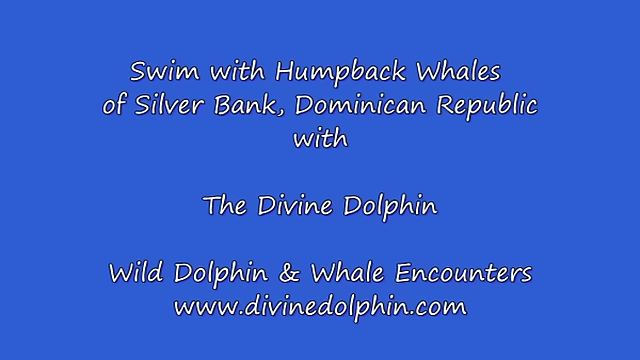 Swim with Humpback Whales
of Silver Bank, Dominican Republic
with
The Divine Dolphin
Wild Dolphin & Whale Encounters
www.divinedolphin.com